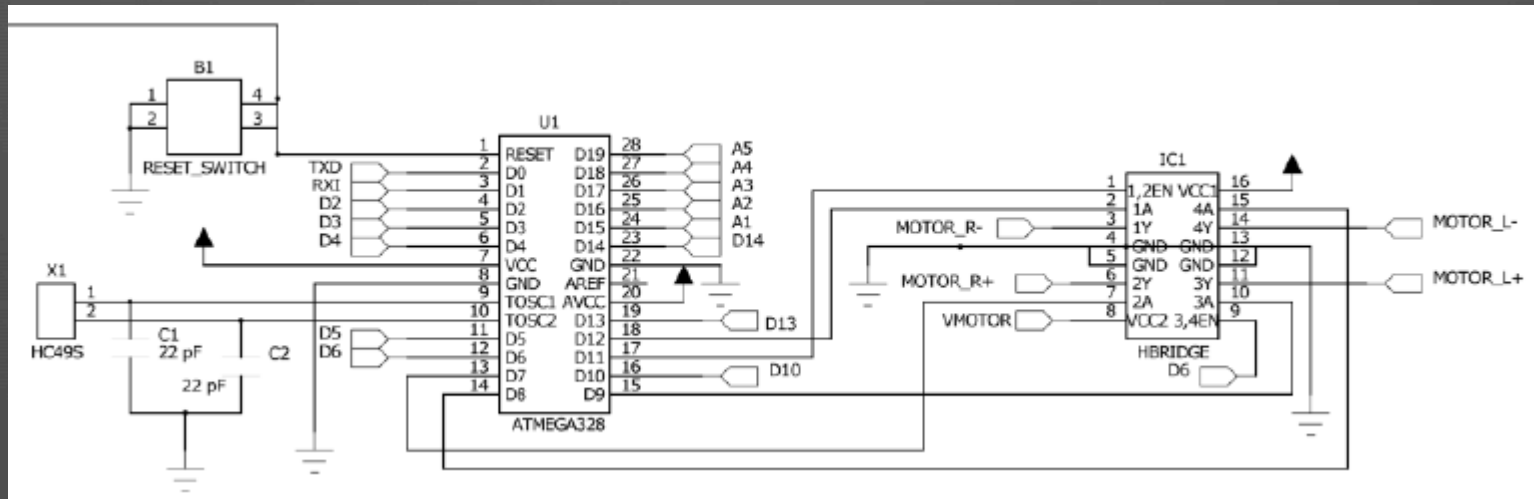 B1
1 4
2 3
RESET_SWITCH
X1
1
2
HC49S
C1
22 pF
C2
22 pF
TXD
RXI
D2
D3
D4
D5
D6
U1
1 RESET D19 28
2 D0 D18 27
3 D1 D17 26
4 D2 D16 25
5 D3 D15 24
6 D4 D14 23
7 VCC GND 22
8 GND AREF 21
9 TOSC1 AVCC 20
10 TOSC2 D13 19
11 D5 D12 18
12 D6 D11 17
13 D7 D10 16
14 D8 D9 15
ATMEGA328
A5
A4
A3
A2
A1
D14
D13
D10
MOTOR_R-
MOTOR_R+
VMOTOR
IC1
1 1,2EN VCC1 16
2 1A 4A 15
3 1Y 4Y 14
4 GND GND 13
5 GND GND 12
6 2Y 3Y 11
7 2A 3A 10
8 VCC2 3,4EN 9
HBRIDGE
D6
MOTOR_L-
MOTOR_L+